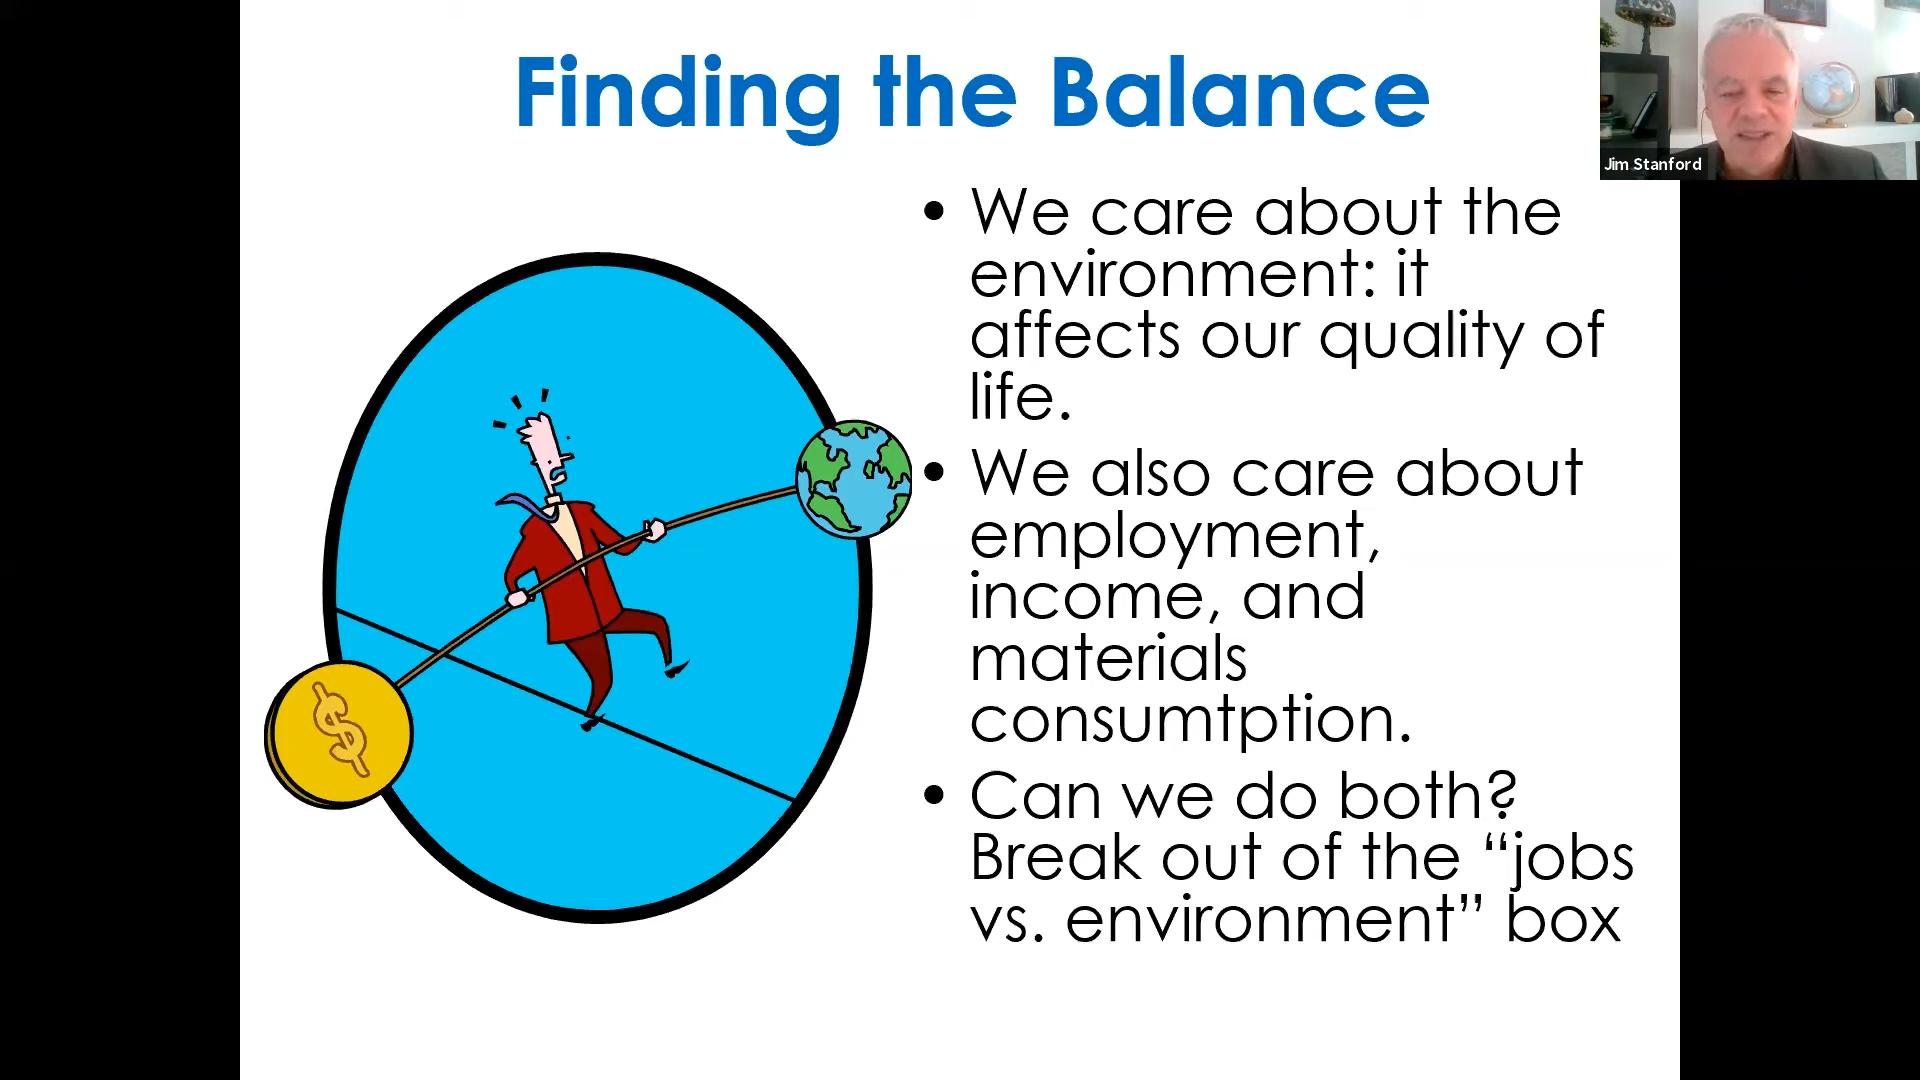 Finding the Balance
Jim Stanford
• We care about the
environment: it
affects our quality of
life.
• We also care about
employment,
income, and
materials
consumtption.
• Can we do both?
Break out of the “jobs
vs. environment” box
$